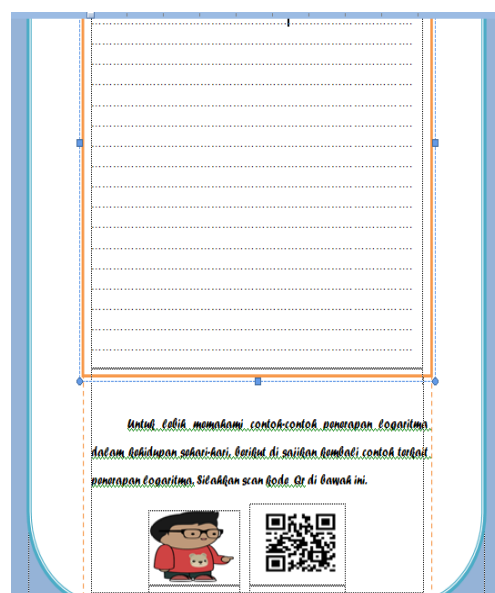 Untuk lebih memahami contoh-contoh penerapan logaritma
dalam kehidupan sehari-hari, berikut di sajikan kembali contoh terkait
penerapan logaritma. Silahkan scan kode Qr di bawah ini.